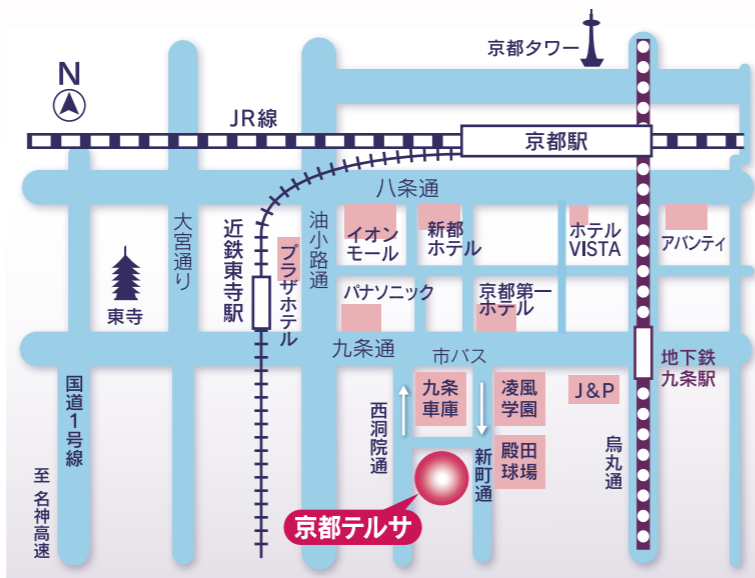 京都タワー
N
JR線
京都駅
八条通
大宮通り
近鉄東寺駅
プラザホテル
油小路通
イオン
モール
新都
ホテル
ホテル
VISTA
アバンティ
東寺
パナソニック
京都第一
ホテル
九条通
市バス
地下鉄
九条駅
国道1号線
西洞院通
九条
車庫
凌風
学園
J&P
新町通
殿田
球場
烏丸通
至 名神高速
京都テルサ